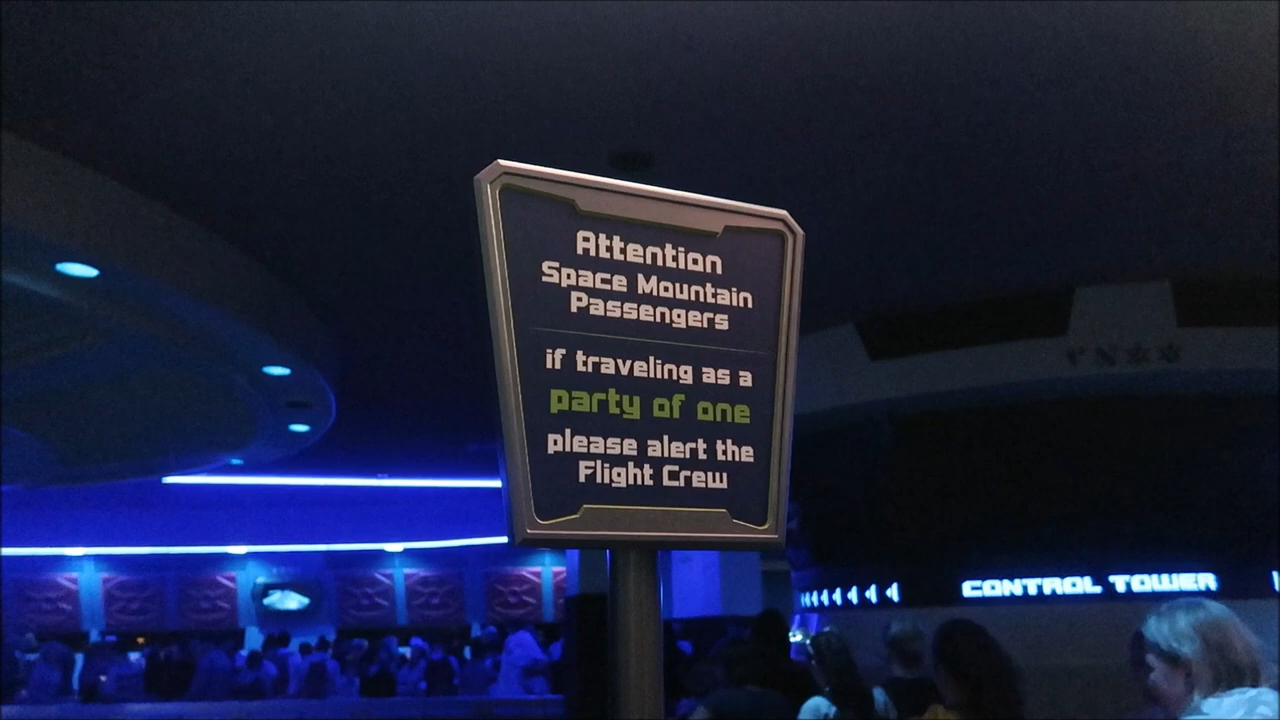 Attention
Space Mountain
Passengers
if traveling as a
party of one
please alert the
Flight Crew
CONTROL TOWER